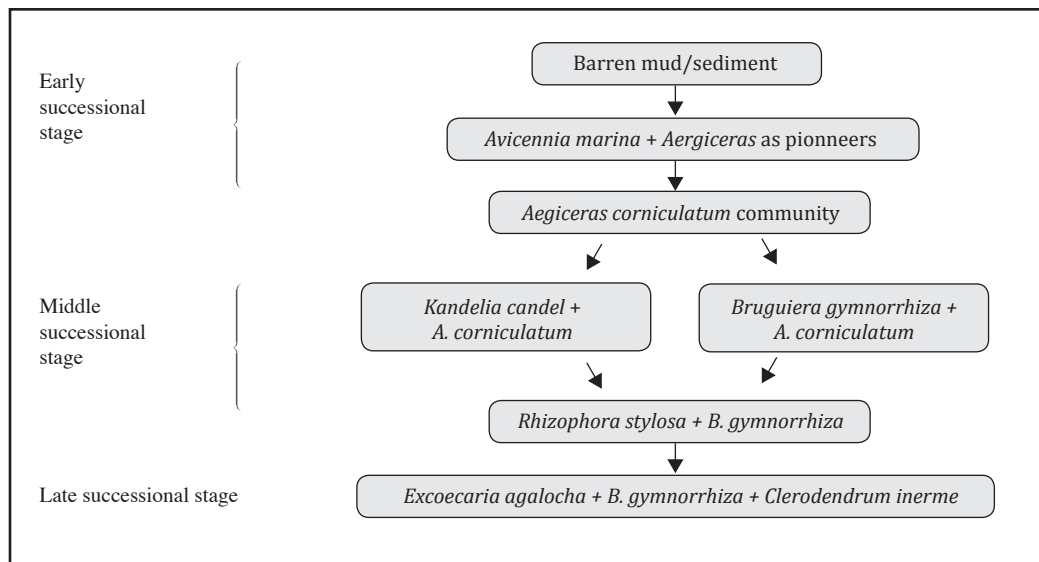 Early
successional
stage
Barren mud/sediment
Avicennia marina + Aergiceras as pionneers
Aegiceras corniculatum community
Middle
successional
stage
Kandelia candel +
A. corniculatum
Bruguiera gymnorrhiza +
A. corniculatum
Rhizophora stylosa + B. gymnorrhiza
Late successional stage
Excoecaria agalocha + B. gymnorrhiza + Clerodendrum inerme